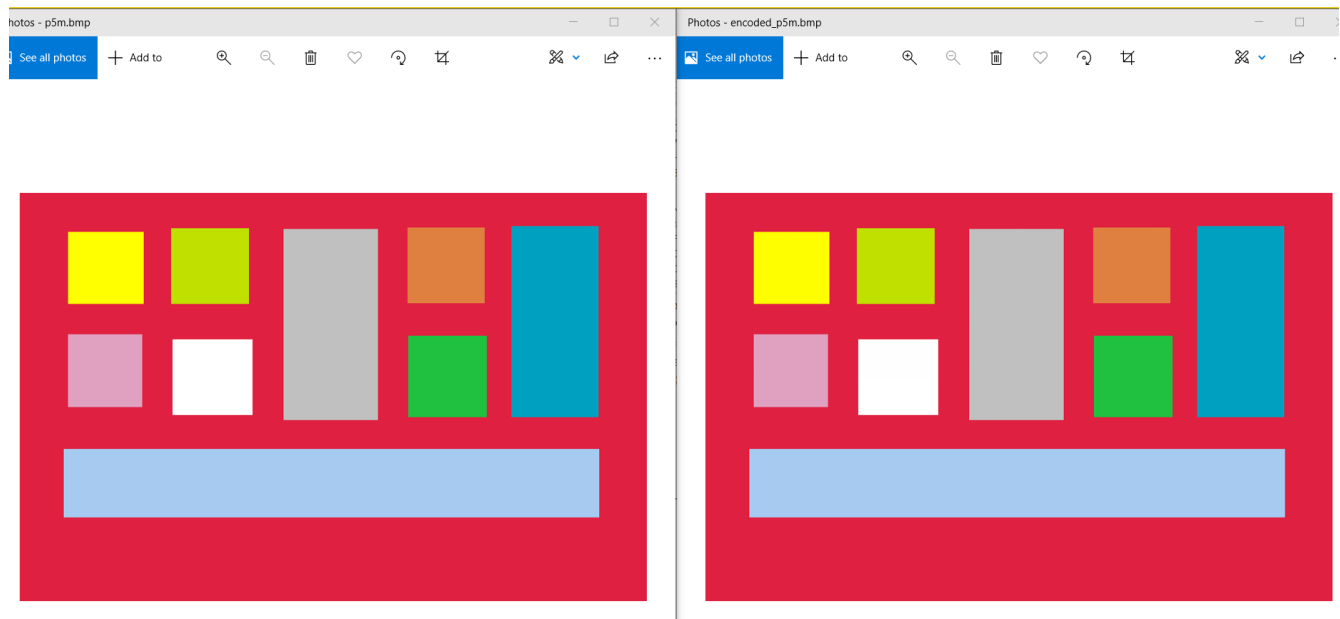 hotos - p5m.bmp
See all photos
Add to
Photos - encoded_p5m.bmp
See all photos
Add to